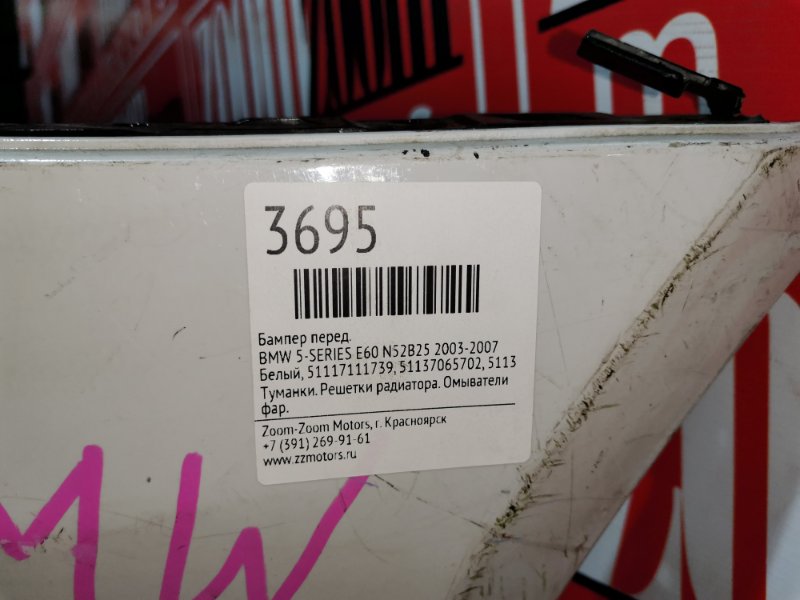 3695
Бампер перед.
BMW 5-SERIES E60 N52B25 2003-2007
Белый, 51117111739, 51137065702, 5113
Туманки. Решетки радиатора. Омыватели
фар.
Zoom-Zoom Motors, г. Красноярск
+7 (391) 269-91-61
www.zzmotors.ru
MW